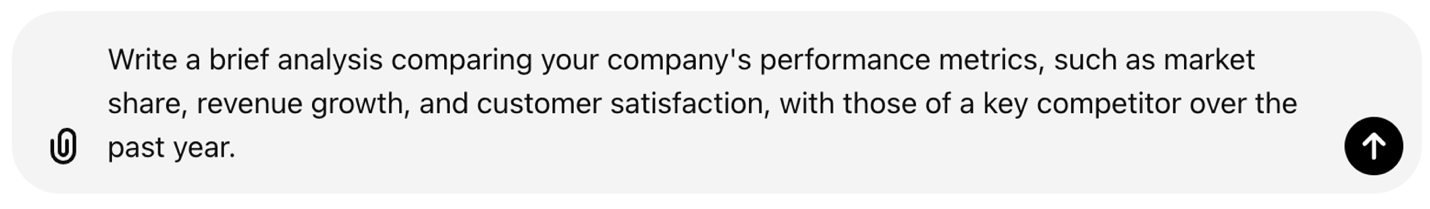 Write a brief analysis comparing your company's performance metrics, such as market
share, revenue growth, and customer satisfaction, with those of a key competitor over the
past year.